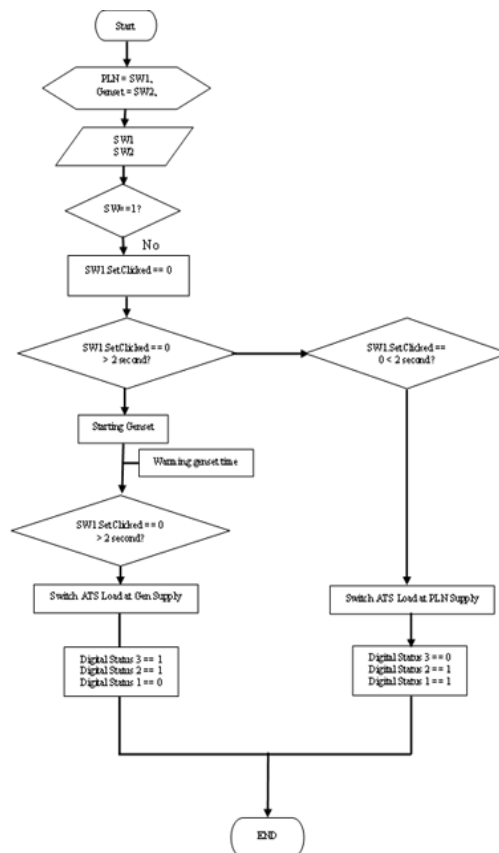 Start
PLN = SW1,
Genset = SW2,
SW1
SW2
SW==1?
No
SW1.SetClicked == 0
SW1.SetClicked == 0
> 2 second?
SW1.SetClicked ==
0 < 2 second?
Starting Genset
Warming genset time
SW1.SetClicked == 0
> 2 second?
Switch ATS Load at Gen Supply
Switch ATS Load at PLN Supply
Digital Status 3 == 1
Digital Status 2 == 1
Digital Status 1 == 0
Digital Status 3 == 0
Digital Status 2 == 1
Digital Status 1 == 1
END